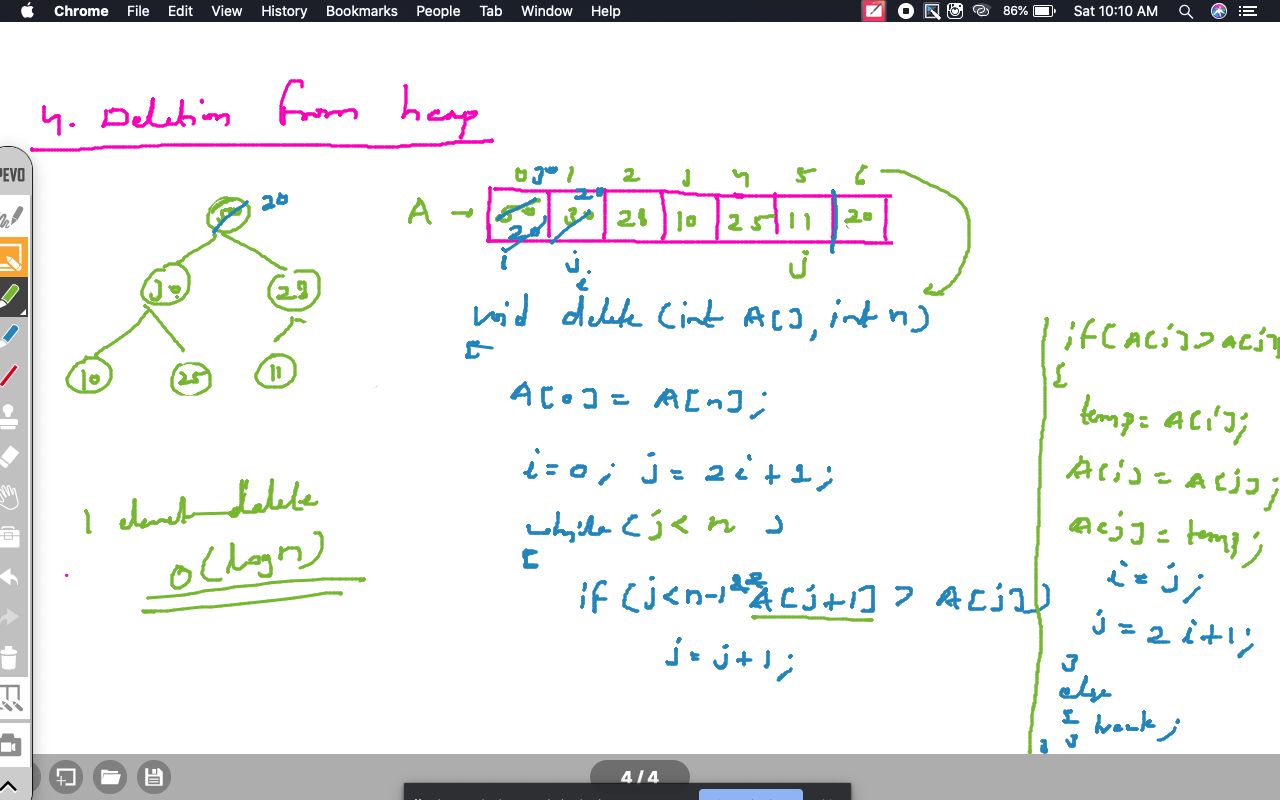 Chrome File Edit View History Bookmarks People Tab Window Help 86% Sat 10:10 AM
4. Deletion from heap
PEVO
0 30 1 2 3 4 5 6
20
A → 30 28 10 25 11 20
20
i j j
i
20
30 28
10 25 11
void delete (int A[], int n)
{
A[0] = A[n];
i=0; j = 2i+1;
while (j<n)
{
if (j<n-1 && A[j+1] > A[j])
j = j+1;
1 element delete
O(logn)
if(A[j]>A[i]
{
temp = A[i];
A[i] = A[j];
A[j] = temp;
i = j;
j = 2i+1;
}
else
{ break;
} }
4 / 4